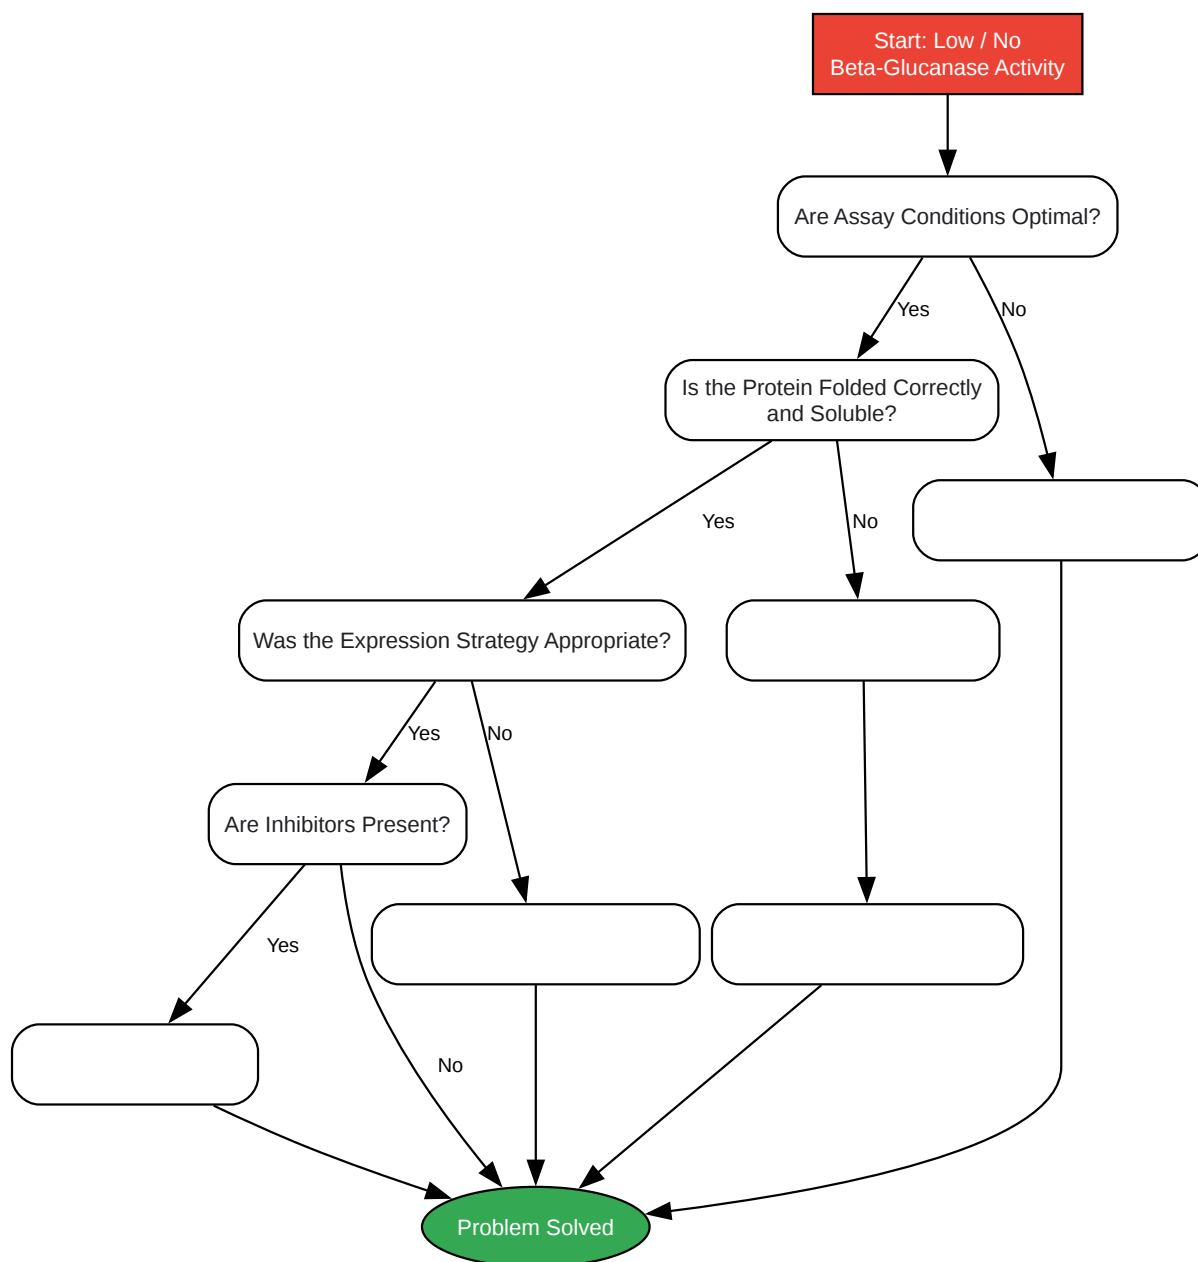 Start: Low / No
Beta-Glucanase Activity
Are Assay Conditions Optimal?
Yes
No
Is the Protein Folded Correctly
and Soluble?
Yes
No
Was the Expression Strategy Appropriate?
Yes
No
Are Inhibitors Present?
Yes
No
Problem Solved